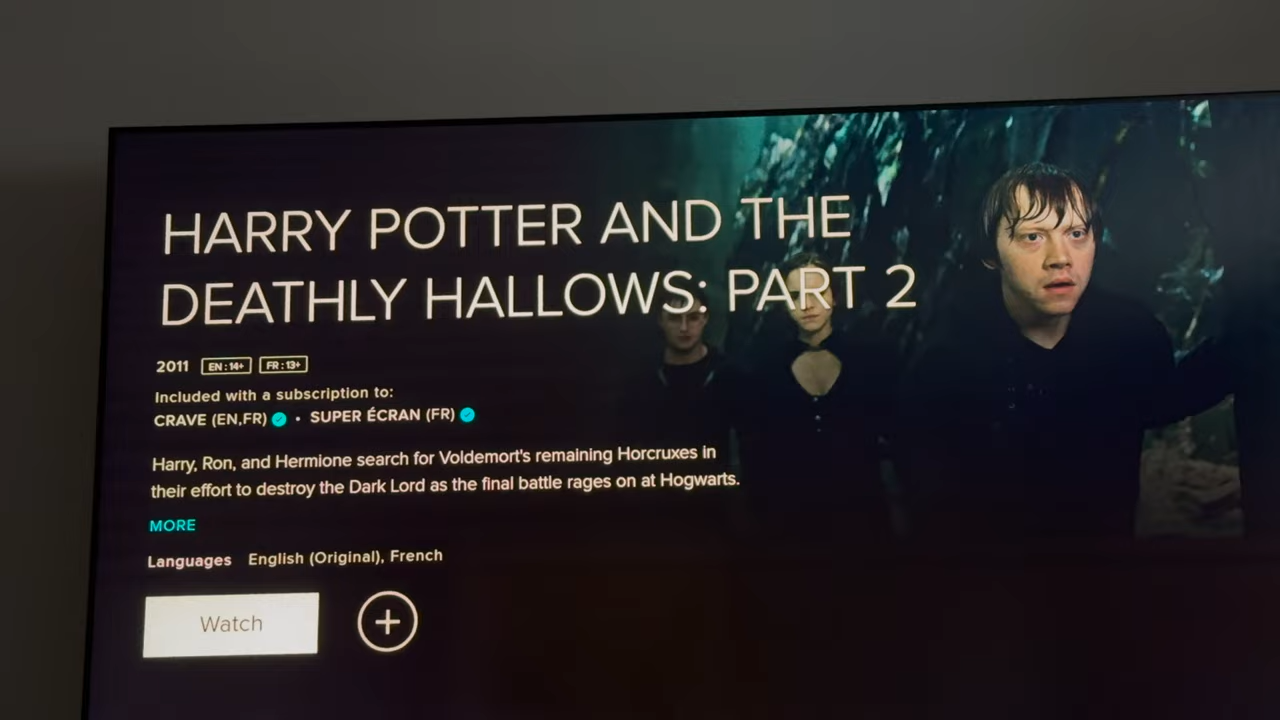 HARRY POTTER AND THE
DEATHLY HALLOWS: PART 2
2011 EN : 14+ FR : 13+
Included with a subscription to:
CRAVE (EN,FR) • SUPER ÉCRAN (FR)
Harry, Ron, and Hermione search for Voldemort's remaining Horcruxes in
their effort to destroy the Dark Lord as the final battle rages on at Hogwarts.
MORE
Languages English (Original), French
Watch